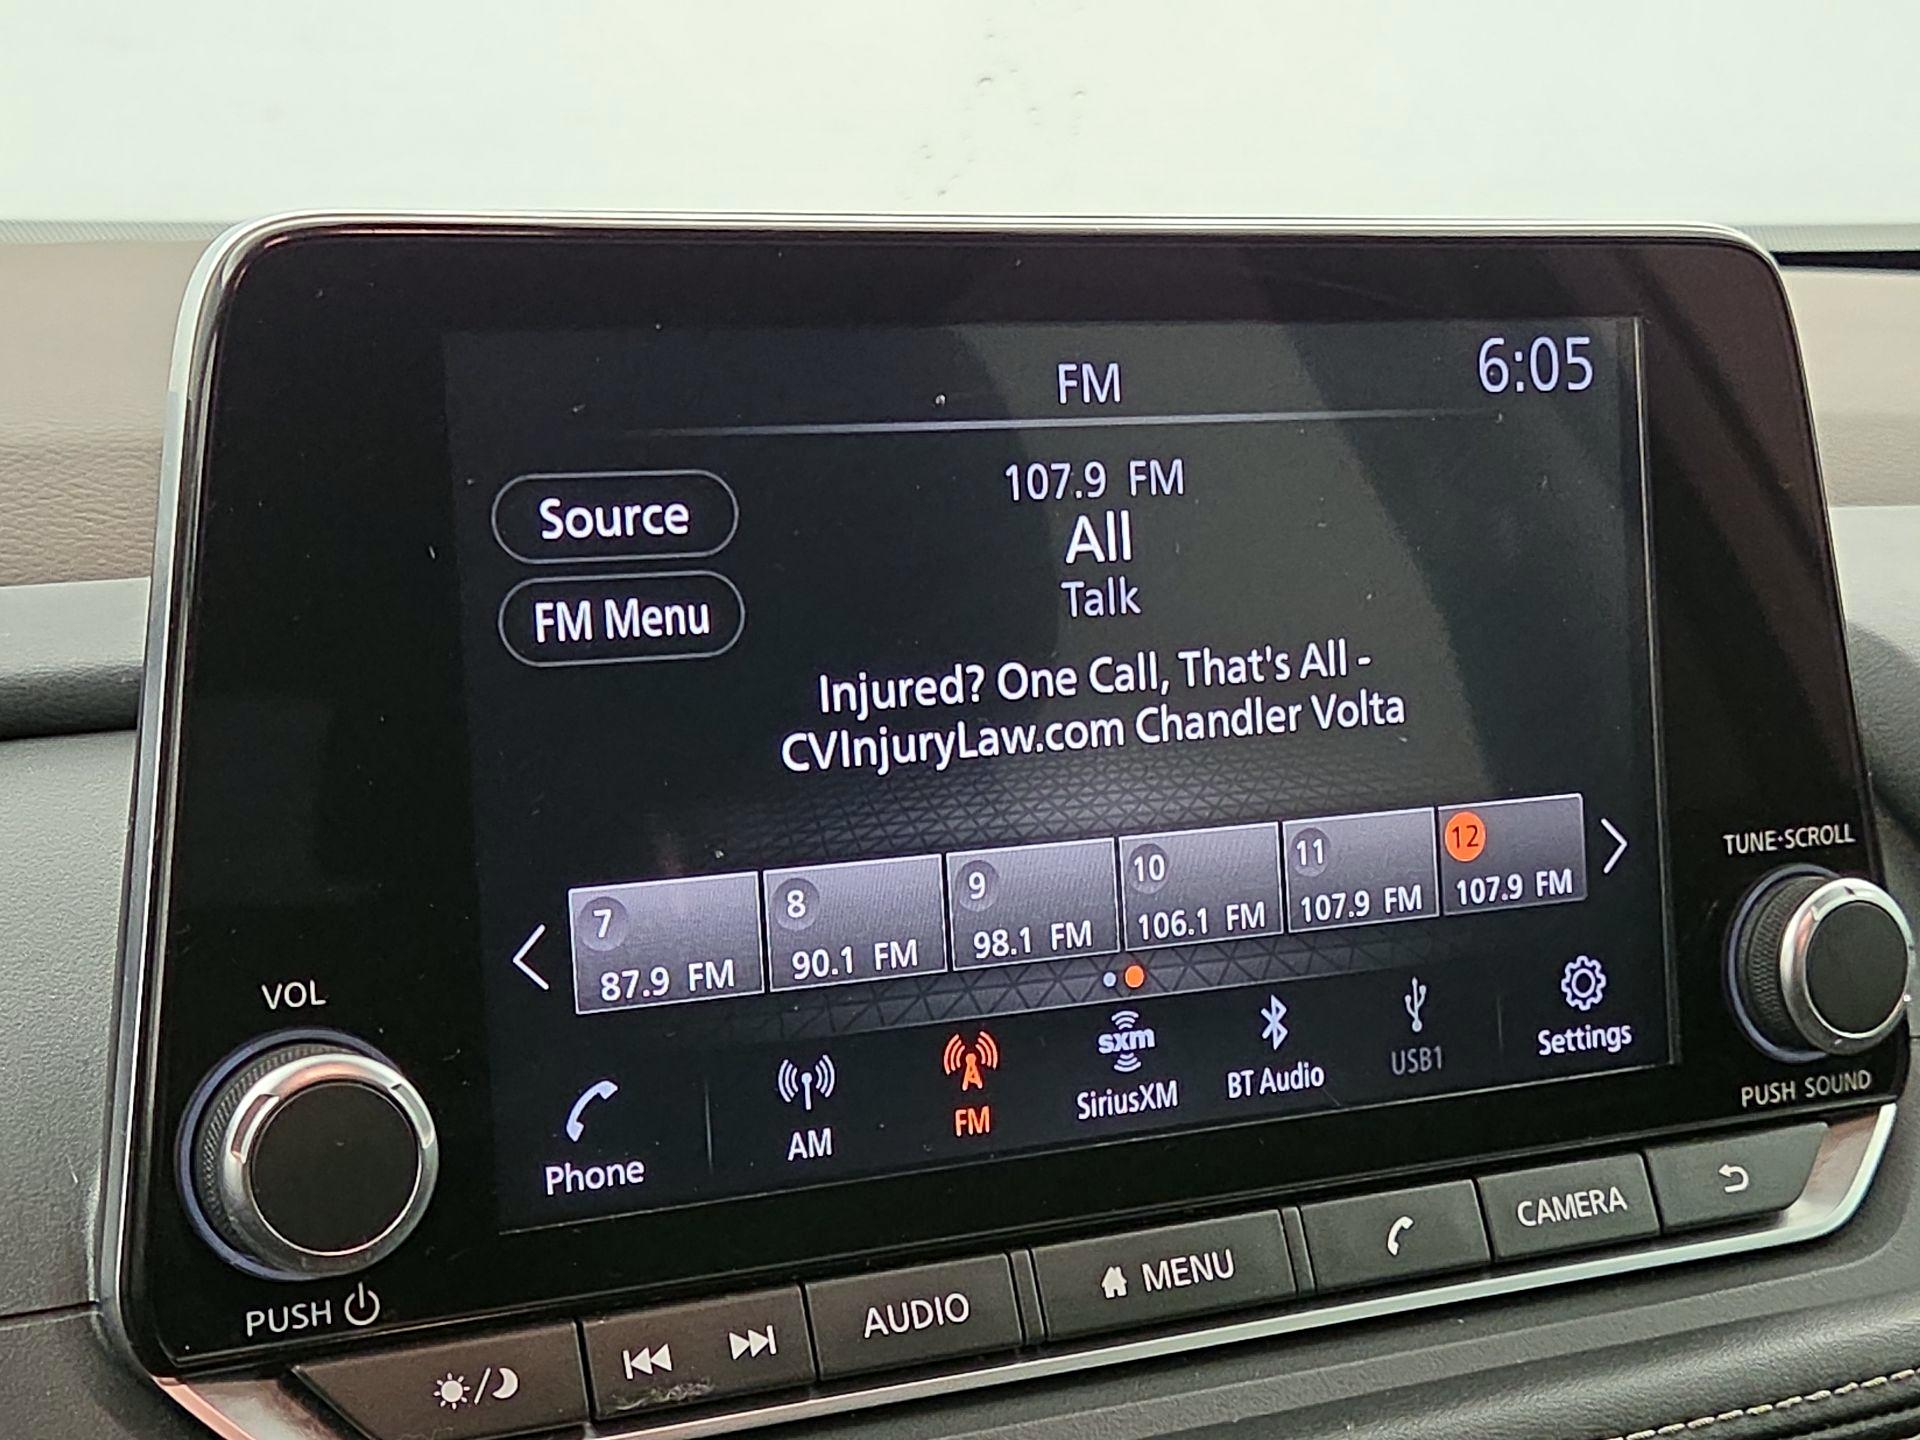 FM
6:05
Source
FM Menu
107.9 FM
All
Talk
Injured? One Call, That's All -
CVInjuryLaw.com Chandler Volta
7
87.9 FM
8
90.1 FM
9
98.1 FM
10
106.1 FM
11
107.9 FM
12
107.9 FM
Phone
AM
FM
sxm
SiriusXM
BT Audio
USB1
Settings
VOL
PUSH
TUNE·SCROLL
PUSH SOUND
AUDIO
MENU
CAMERA